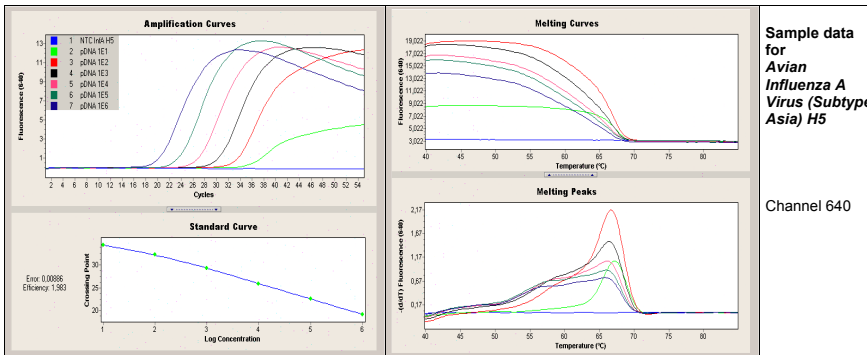 Amplification Curves
Fluorescence (640)
13
11
9
7
5
3
1
1 NTC InfA H5
2 pDNA 1E1
3 pDNA 1E2
4 pDNA 1E3
5 pDNA 1E4
6 pDNA 1E5
7 pDNA 1E6
2 4 6 8 10 12 14 16 18 20 22 24 26 28 30 32 34 36 38 40 42 44 46 48 50 52 54
Cycles
Standard Curve
Error: 0,00886
Efficiency: 1,983
Crossing Point
30
25
20
1 2 3 4 5 6
Log Concentration
Melting Curves
Fluorescence (640)
19,022
17,022
15,022
13,022
11,022
9,022
7,022
5,022
3,022
40 45 50 55 60 65 70 75 80
Temperature (°C)
Melting Peaks
-(d/dT) Fluorescence (640)
2,17
1,67
1,17
0,67
0,17
40 45 50 55 60 65 70 75 80
Temperature (°C)
Sample data
for
Avian
Influenza A
Virus (Subtype
Asia) H5
Channel 640